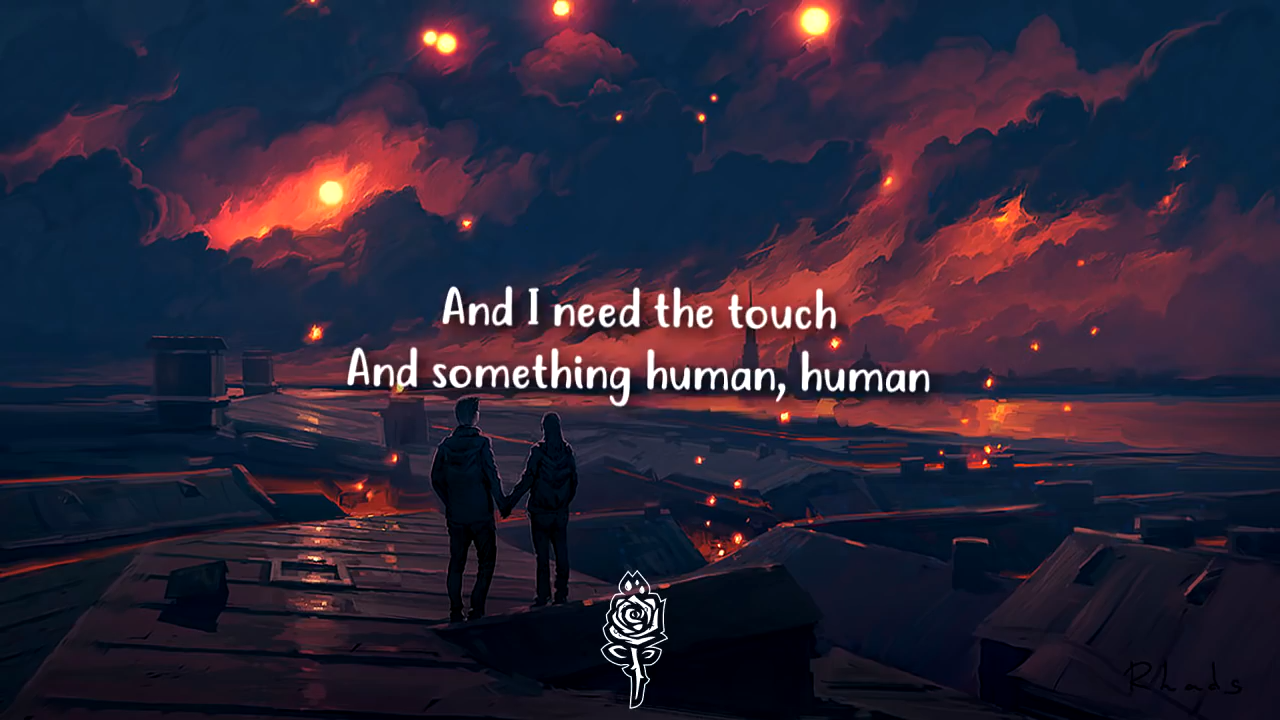 And I need the touch
And something human, human
Rhads